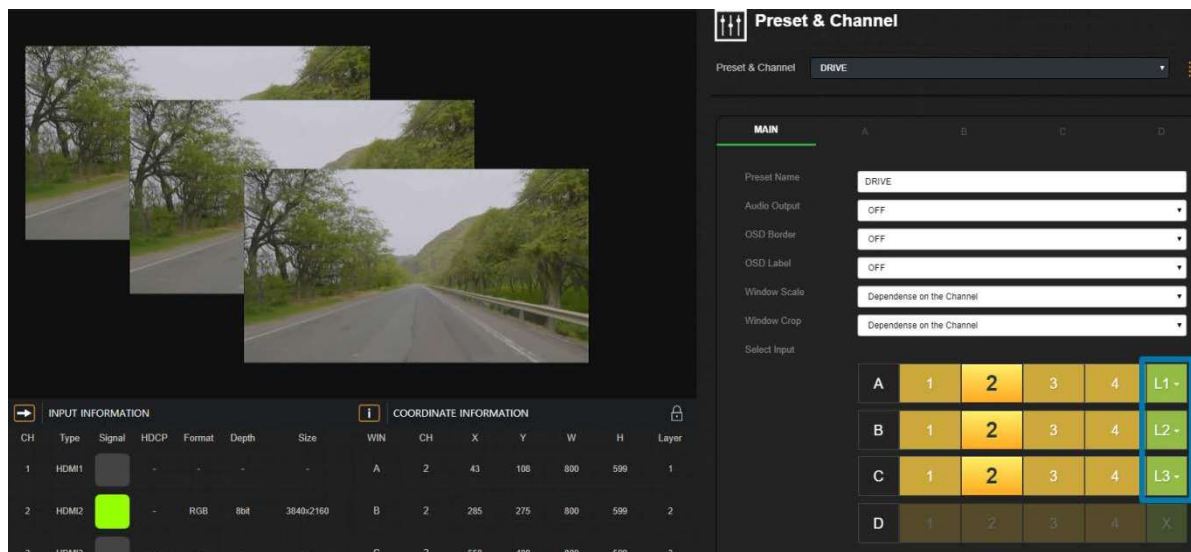 Preset & Channel
Preset & Channel DRIVE
MAIN A B C D
Preset Name DRIVE
Audio Output OFF
OSD Border OFF
OSD Label OFF
Window Scale Dependense on the Channel
Window Crop Dependense on the Channel
Select Input
A 1 2 3 4 L1
B 1 2 3 4 L2
C 1 2 3 4 L3
D 1 2 3 4 X
INPUT INFORMATION
CH Type Signal HDCP Format Depth Size
1 HDMI1 - - - -
2 HDMI2 - RGB 8bit 3840x2160
i COORDINATE INFORMATION
WIN CH X Y W H Layer
A 2 43 108 800 599 1
B 2 285 275 800 599 2